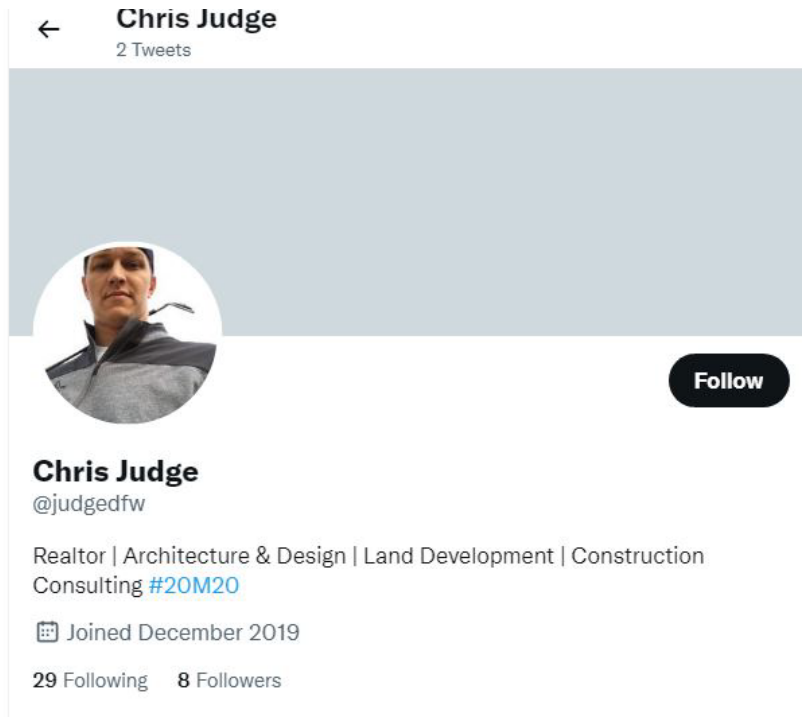 Chris Judge
2 Tweets
Follow
Chris Judge
@judgedfw
Realtor | Architecture & Design | Land Development | Construction
Consulting #20M20
Joined December 2019
29 Following 8 Followers